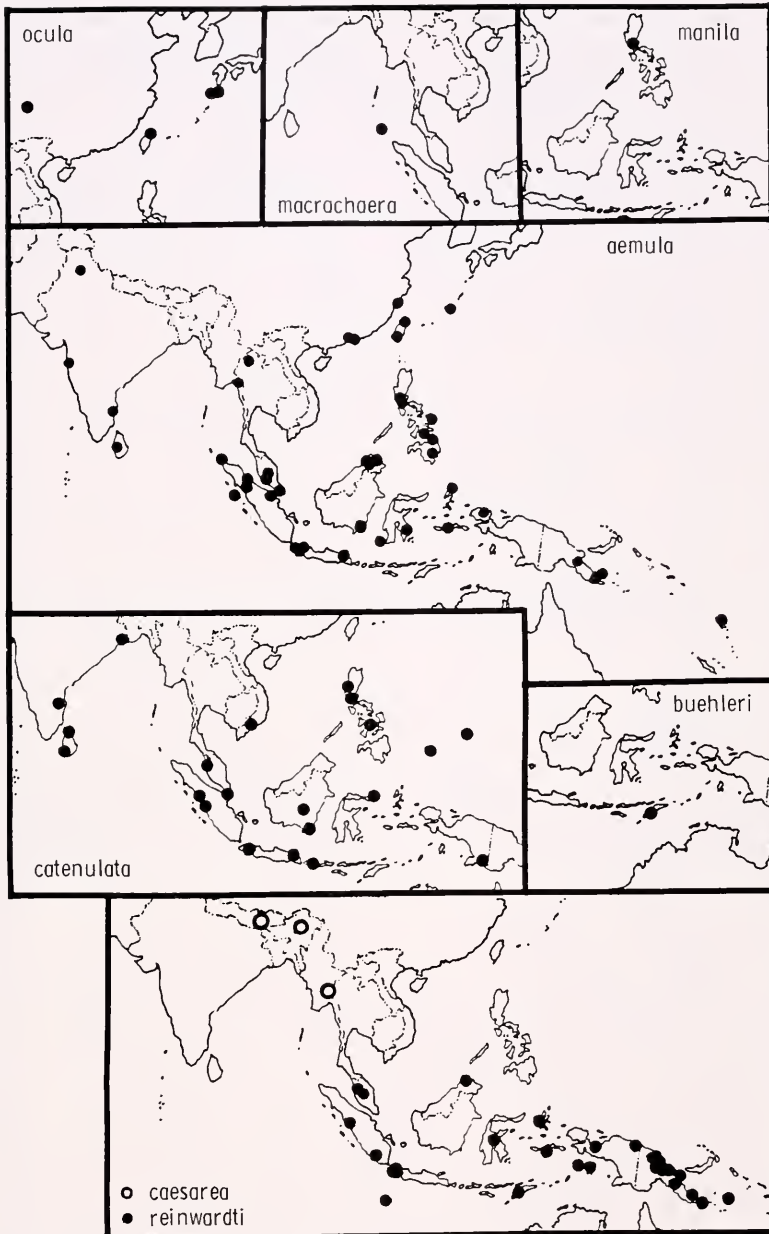 ocula
macrachaera
manila
aemula
catenulata
buehleri
caesarea
reinwardti